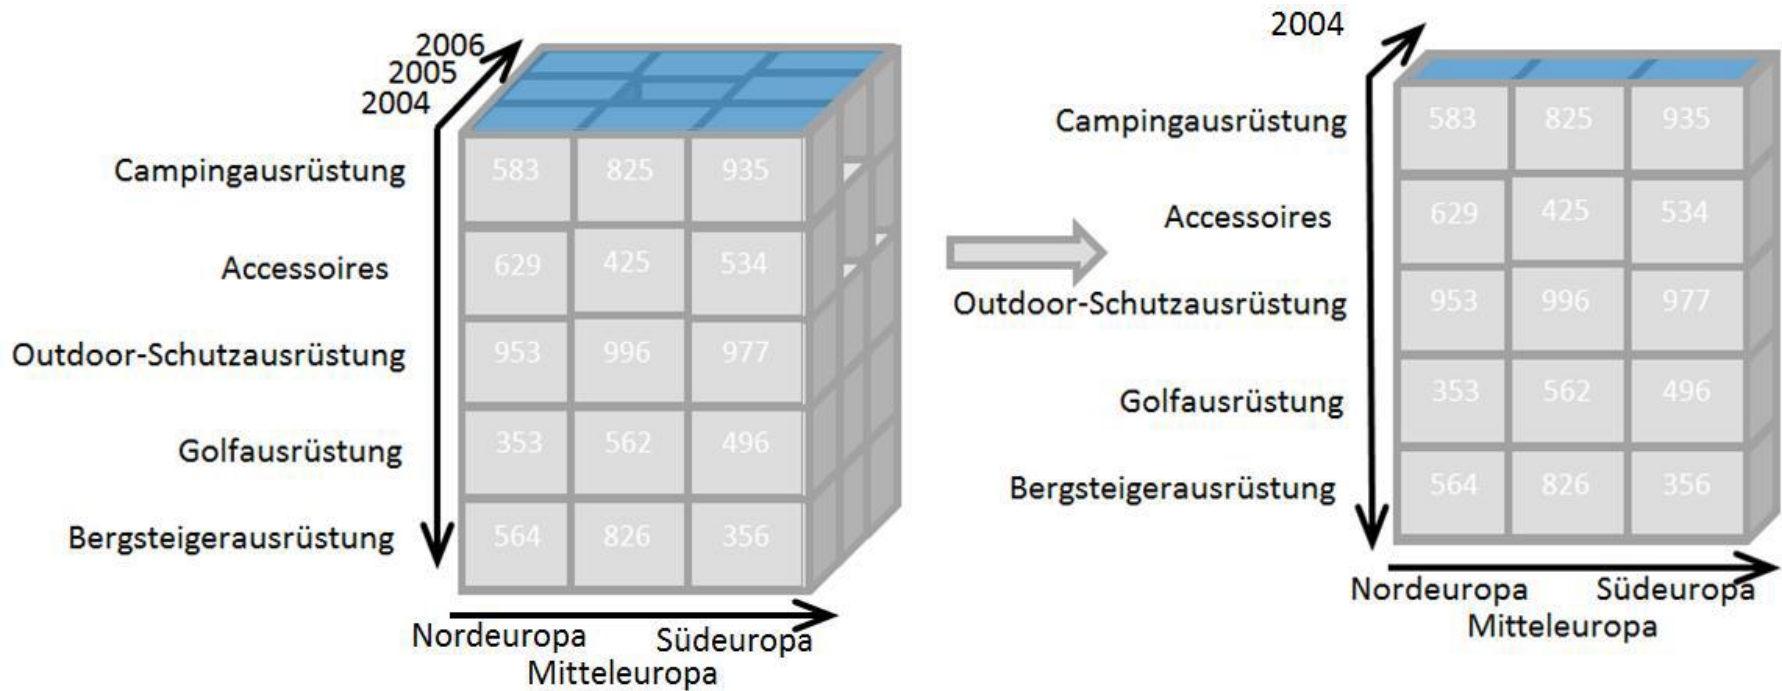 2006
2005
2004
Campingausrüstung
583 825 935
Accessoires
629 425 534
Outdoor-Schutzausrüstung
953 996 977
Golfausrüstung
353 562 496
Bergsteigerausrüstung
564 826 356
Nordeuropa
Südeuropa
Mitteleuropa
2004
Campingausrüstung
583 825 935
Accessoires
629 425 534
Outdoor-Schutzausrüstung
953 996 977
Golfausrüstung
353 562 496
Bergsteigerausrüstung
564 826 356
Nordeuropa
Südeuropa
Mitteleuropa